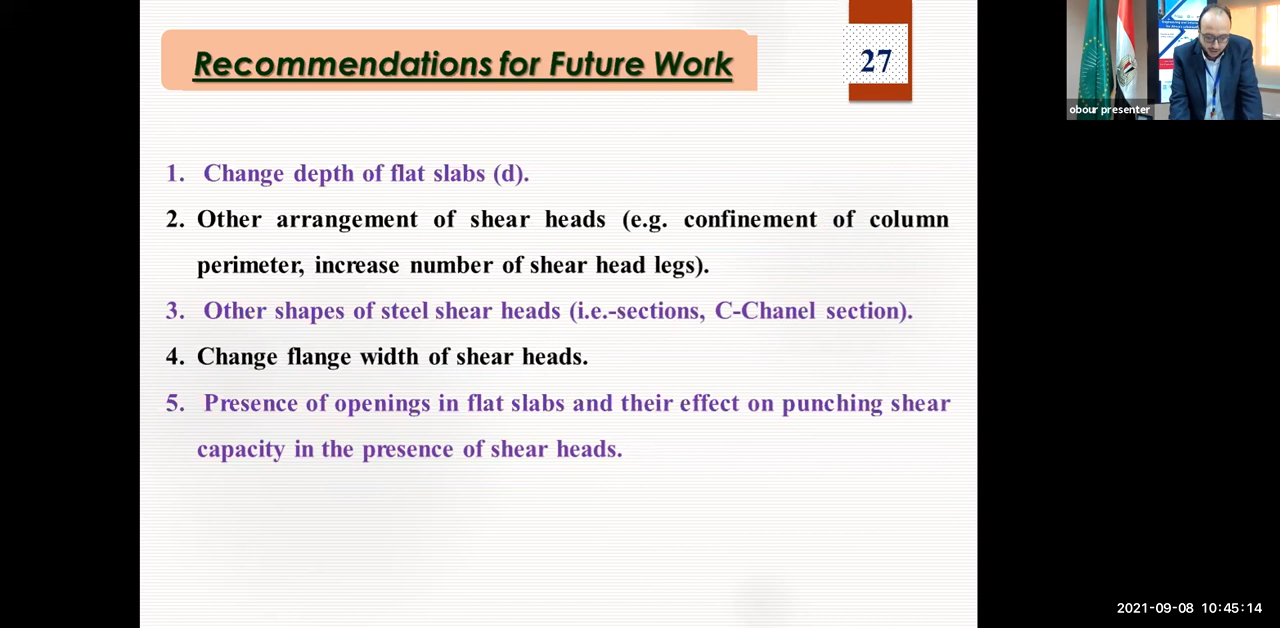 Recommendations for Future Work
27
1. Change depth of flat slabs (d).
2. Other arrangement of shear heads (e.g. confinement of column
perimeter, increase number of shear head legs).
3. Other shapes of steel shear heads (i.e.-sections, C-Chanel section).
4. Change flange width of shear heads.
5. Presence of openings in flat slabs and their effect on punching shear
capacity in the presence of shear heads.
obour presenter
2021-09-08 10:45:14